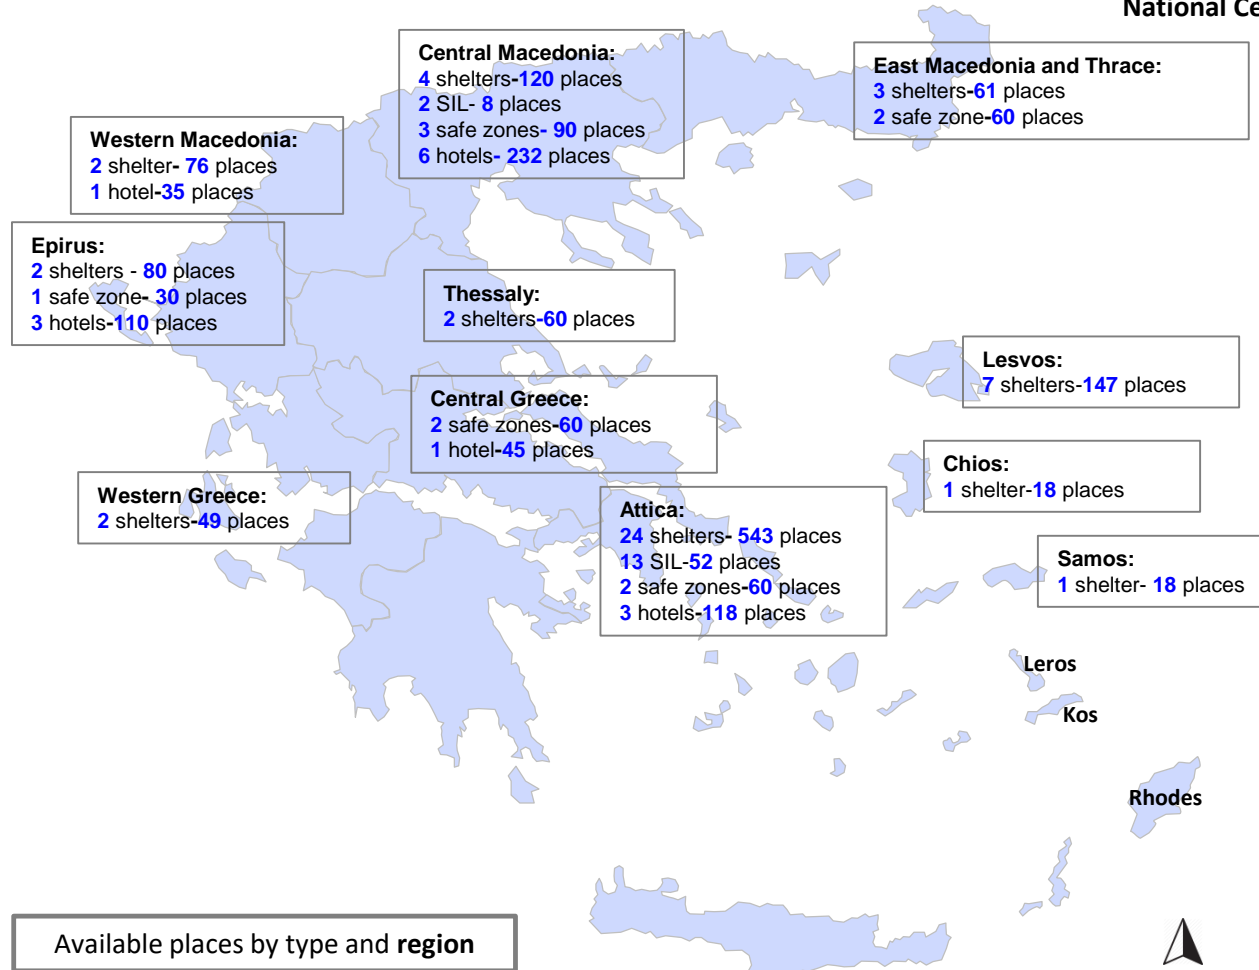 National Ce
Central Macedonia:
4 shelters-120 places
2 SIL- 8 places
3 safe zones- 90 places
6 hotels- 232 places
East Macedonia and Thrace:
3 shelters-61 places
2 safe zone-60 places
Western Macedonia:
2 shelter- 76 places
1 hotel-35 places
Epirus:
2 shelters - 80 places
1 safe zone- 30 places
3 hotels-110 places
Thessaly:
2 shelters-60 places
Lesvos:
7 shelters-147 places
Central Greece:
2 safe zones-60 places
1 hotel-45 places
Chios:
1 shelter-18 places
Western Greece:
2 shelters-49 places
Attica:
24 shelters- 543 places
13 SIL-52 places
2 safe zones-60 places
3 hotels-118 places
Samos:
1 shelter- 18 places
Leros
Kos
Rhodes
Available places by type and region